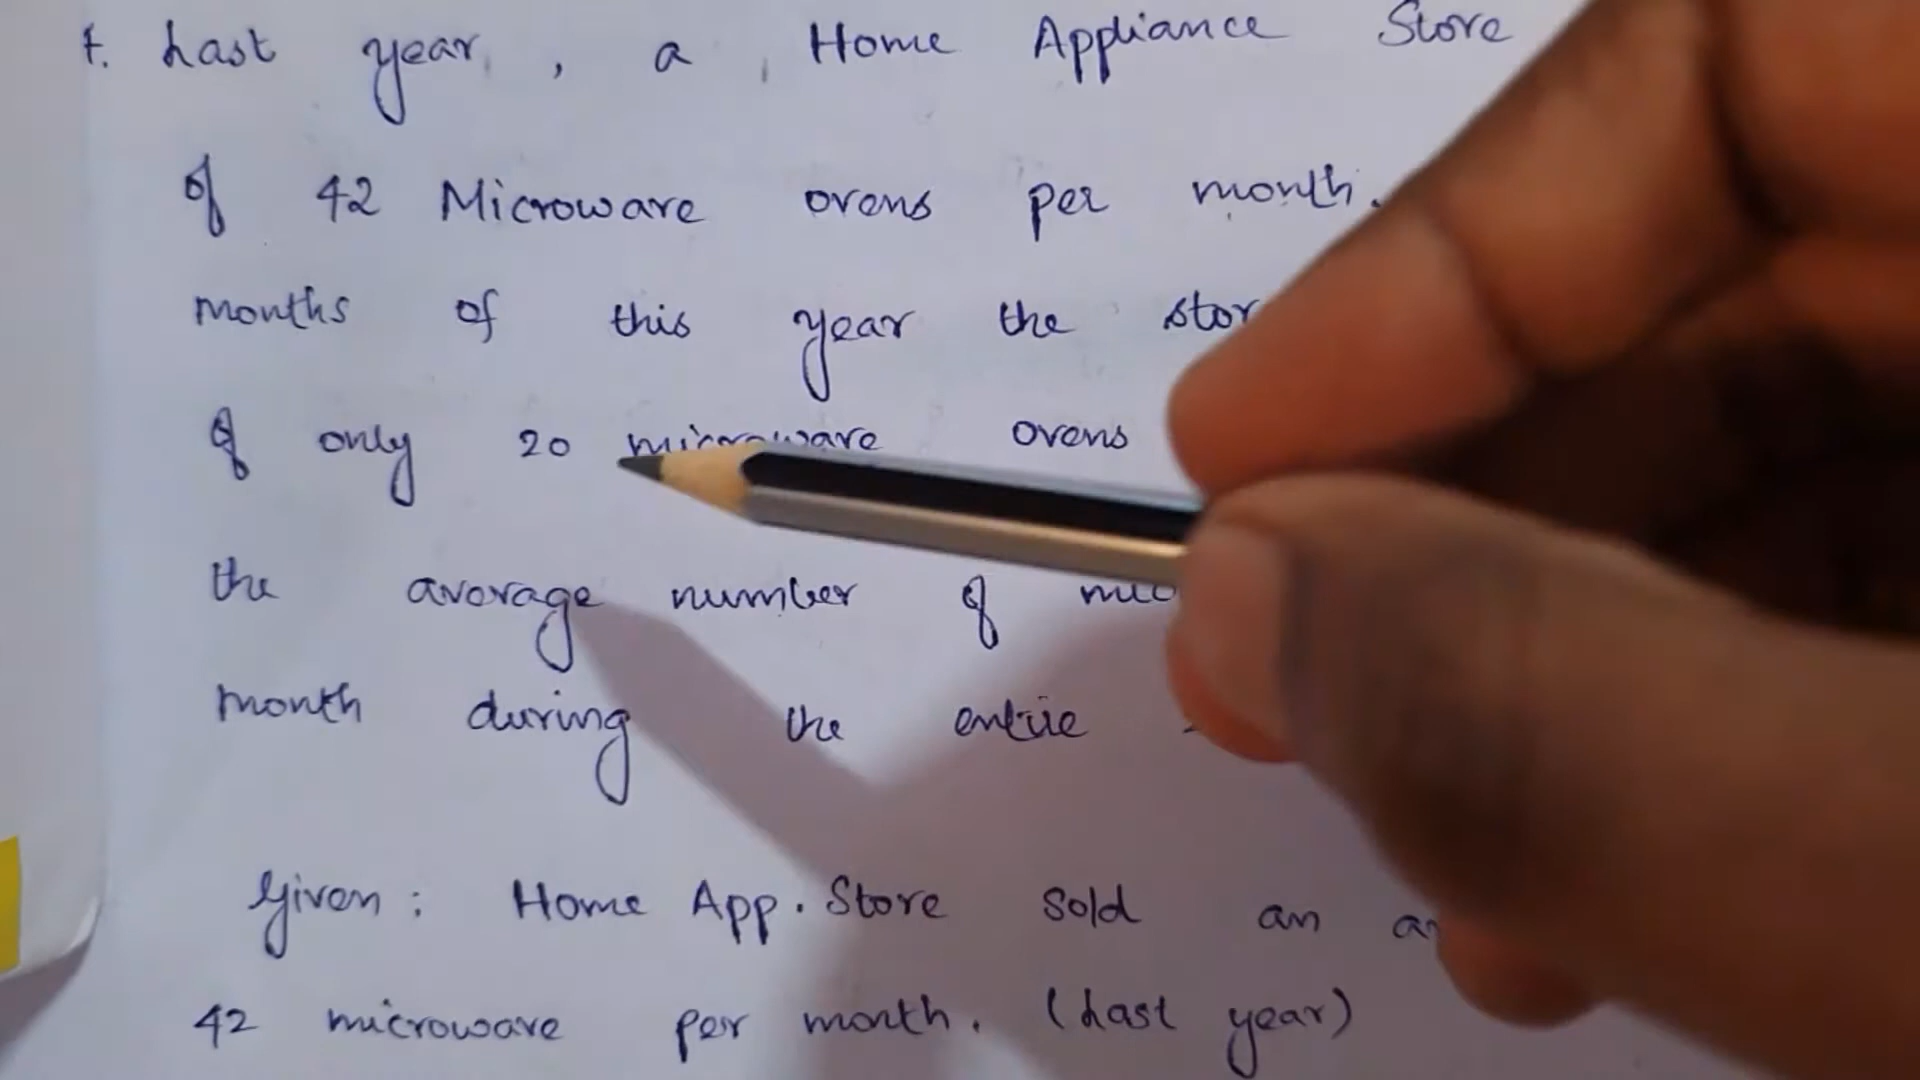 7. Last year, a Home Appliance Store
of 42 Microware ovens per month.
months of this year the
of only 20 microware ovens
the average number of
month during the entire
Given: Home App. Store sold an
42 microware per month. (Last year)